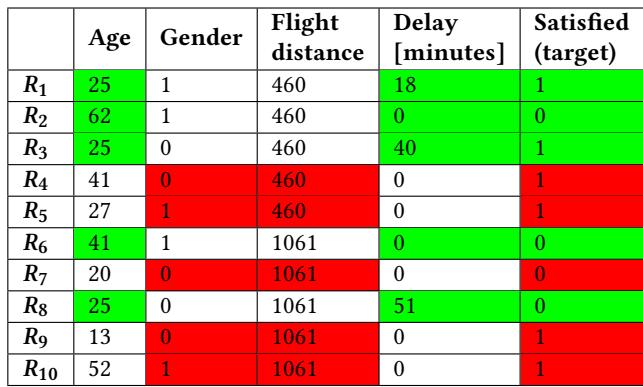 Age Gender Flight distance Delay [minutes] Satisfied (target)
R1 25 1 460 18 1
R2 62 1 460 0 0
R3 25 0 460 40 1
R4 41 0 460 0 1
R5 27 1 460 0 1
R6 41 1 1061 0 0
R7 20 0 1061 0 0
R8 25 0 1061 51 0
R9 13 0 1061 0 1
R10 52 1 1061 0 1